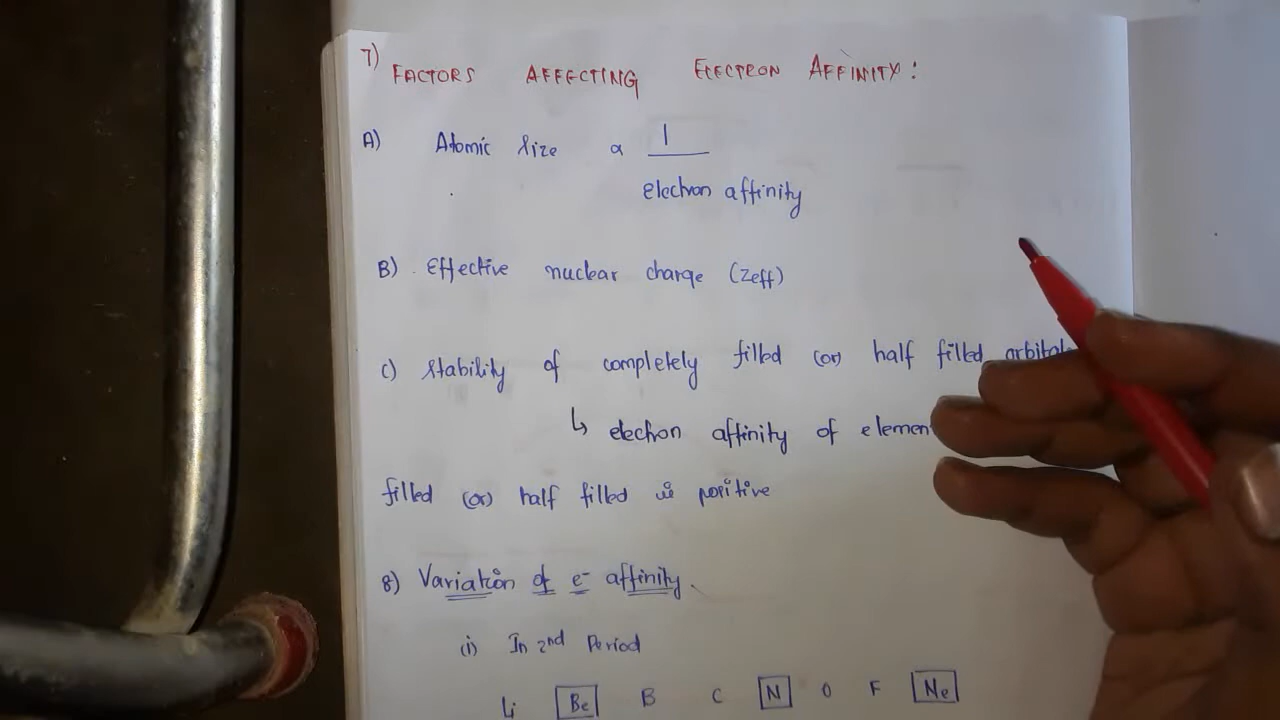 7) FACTORS AFFECTING ELECTRON AFFINITY:
A) Atomic size α 1
electron affinity
B) Effective nuclear charge (Zeff)
C) Stability of completely filled (or) half filled
↳ electron affinity of
filled (or) half filled is positive
8) Variation of e- affinity
(i) In 2nd Period
Li Be B C N O F Ne